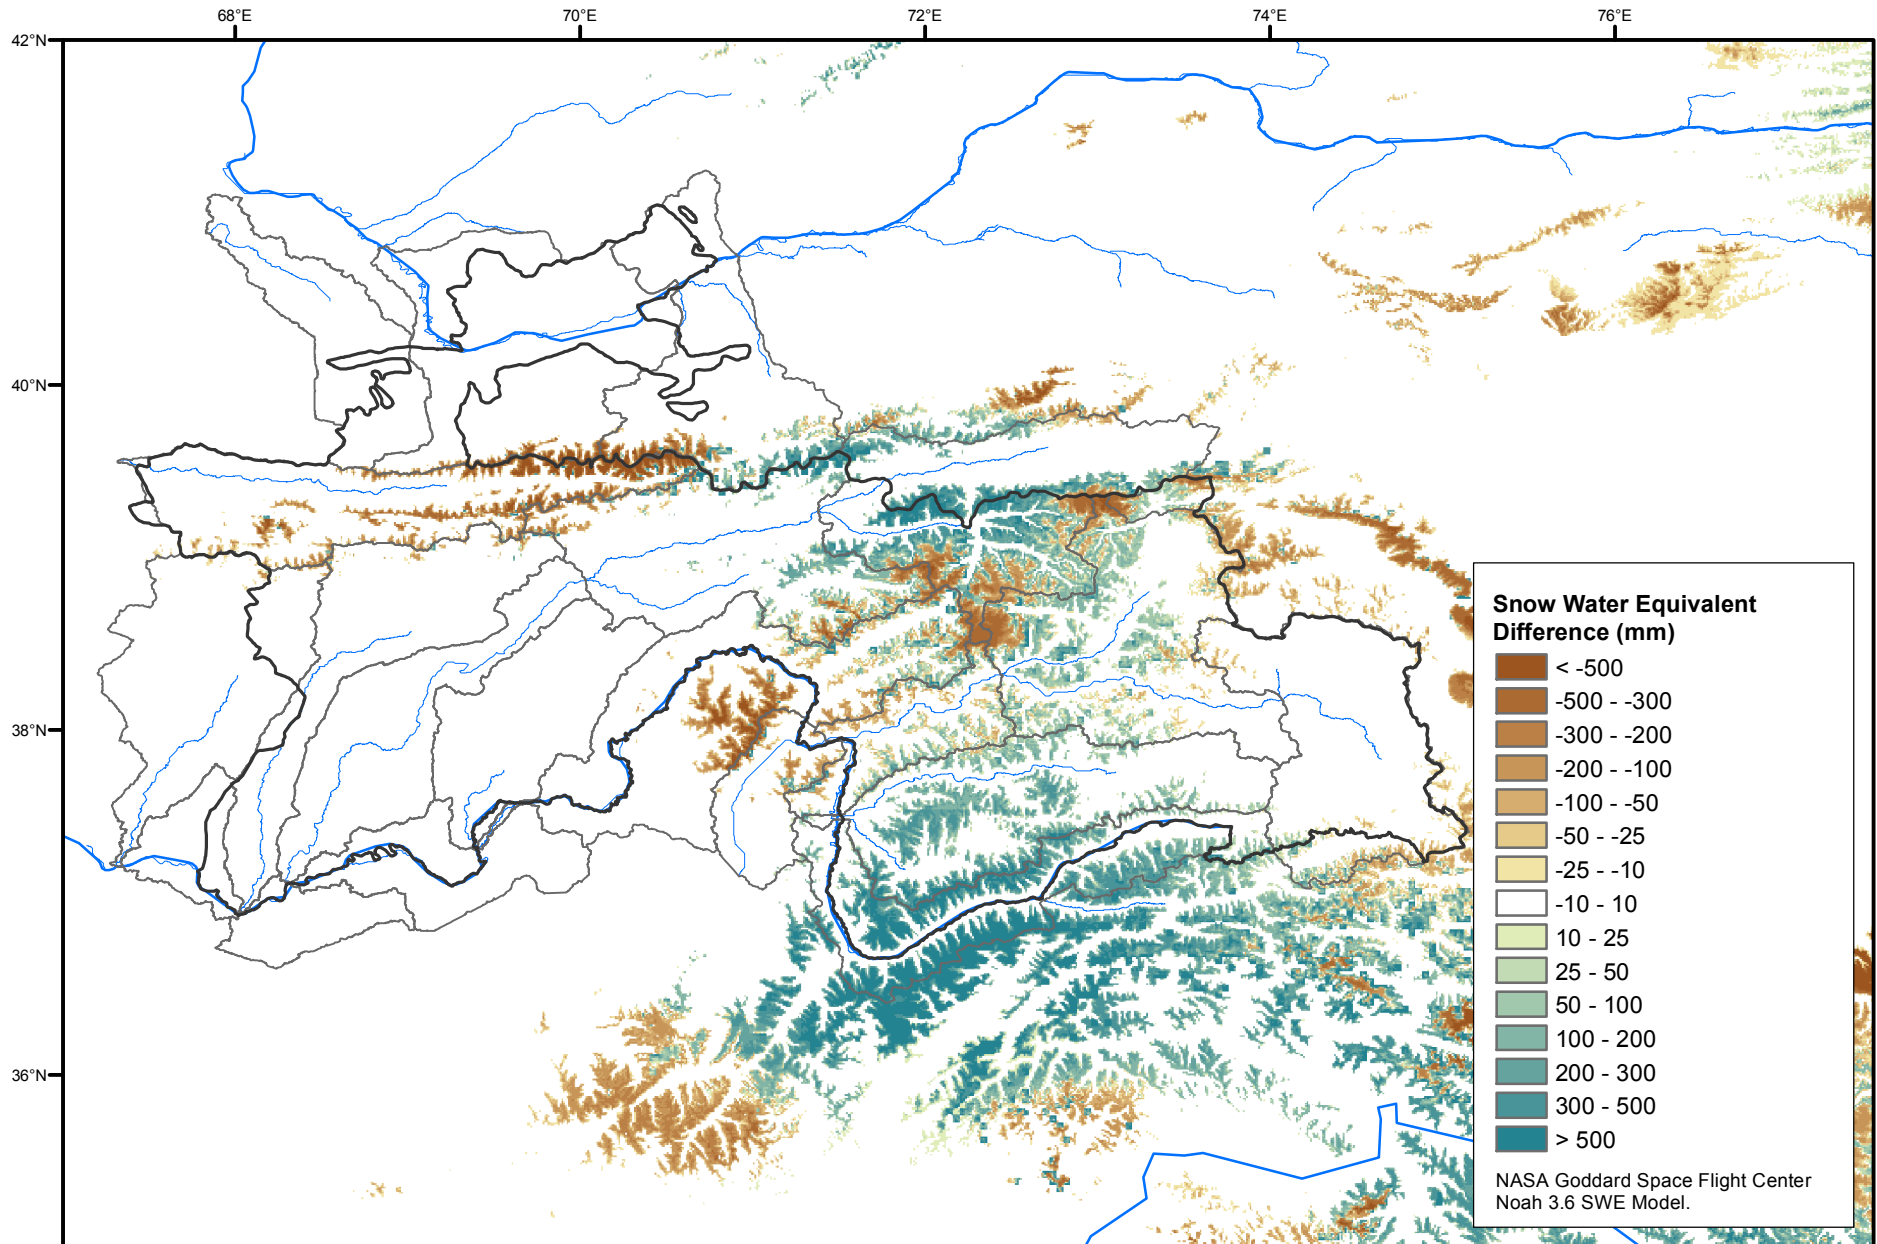 68°E 70°E 72°E 74°E 76°E
42°N
40°N
38°N
36°N
Snow Water Equivalent
Difference (mm)
< -500
-500 - -300
-300 - -200
-200 - -100
-100 - -50
-50 - -25
-25 - -10
-10 - 10
10 - 25
25 - 50
50 - 100
100 - 200
200 - 300
300 - 500
> 500
NASA Goddard Space Flight Center
Noah 3.6 SWE Model.